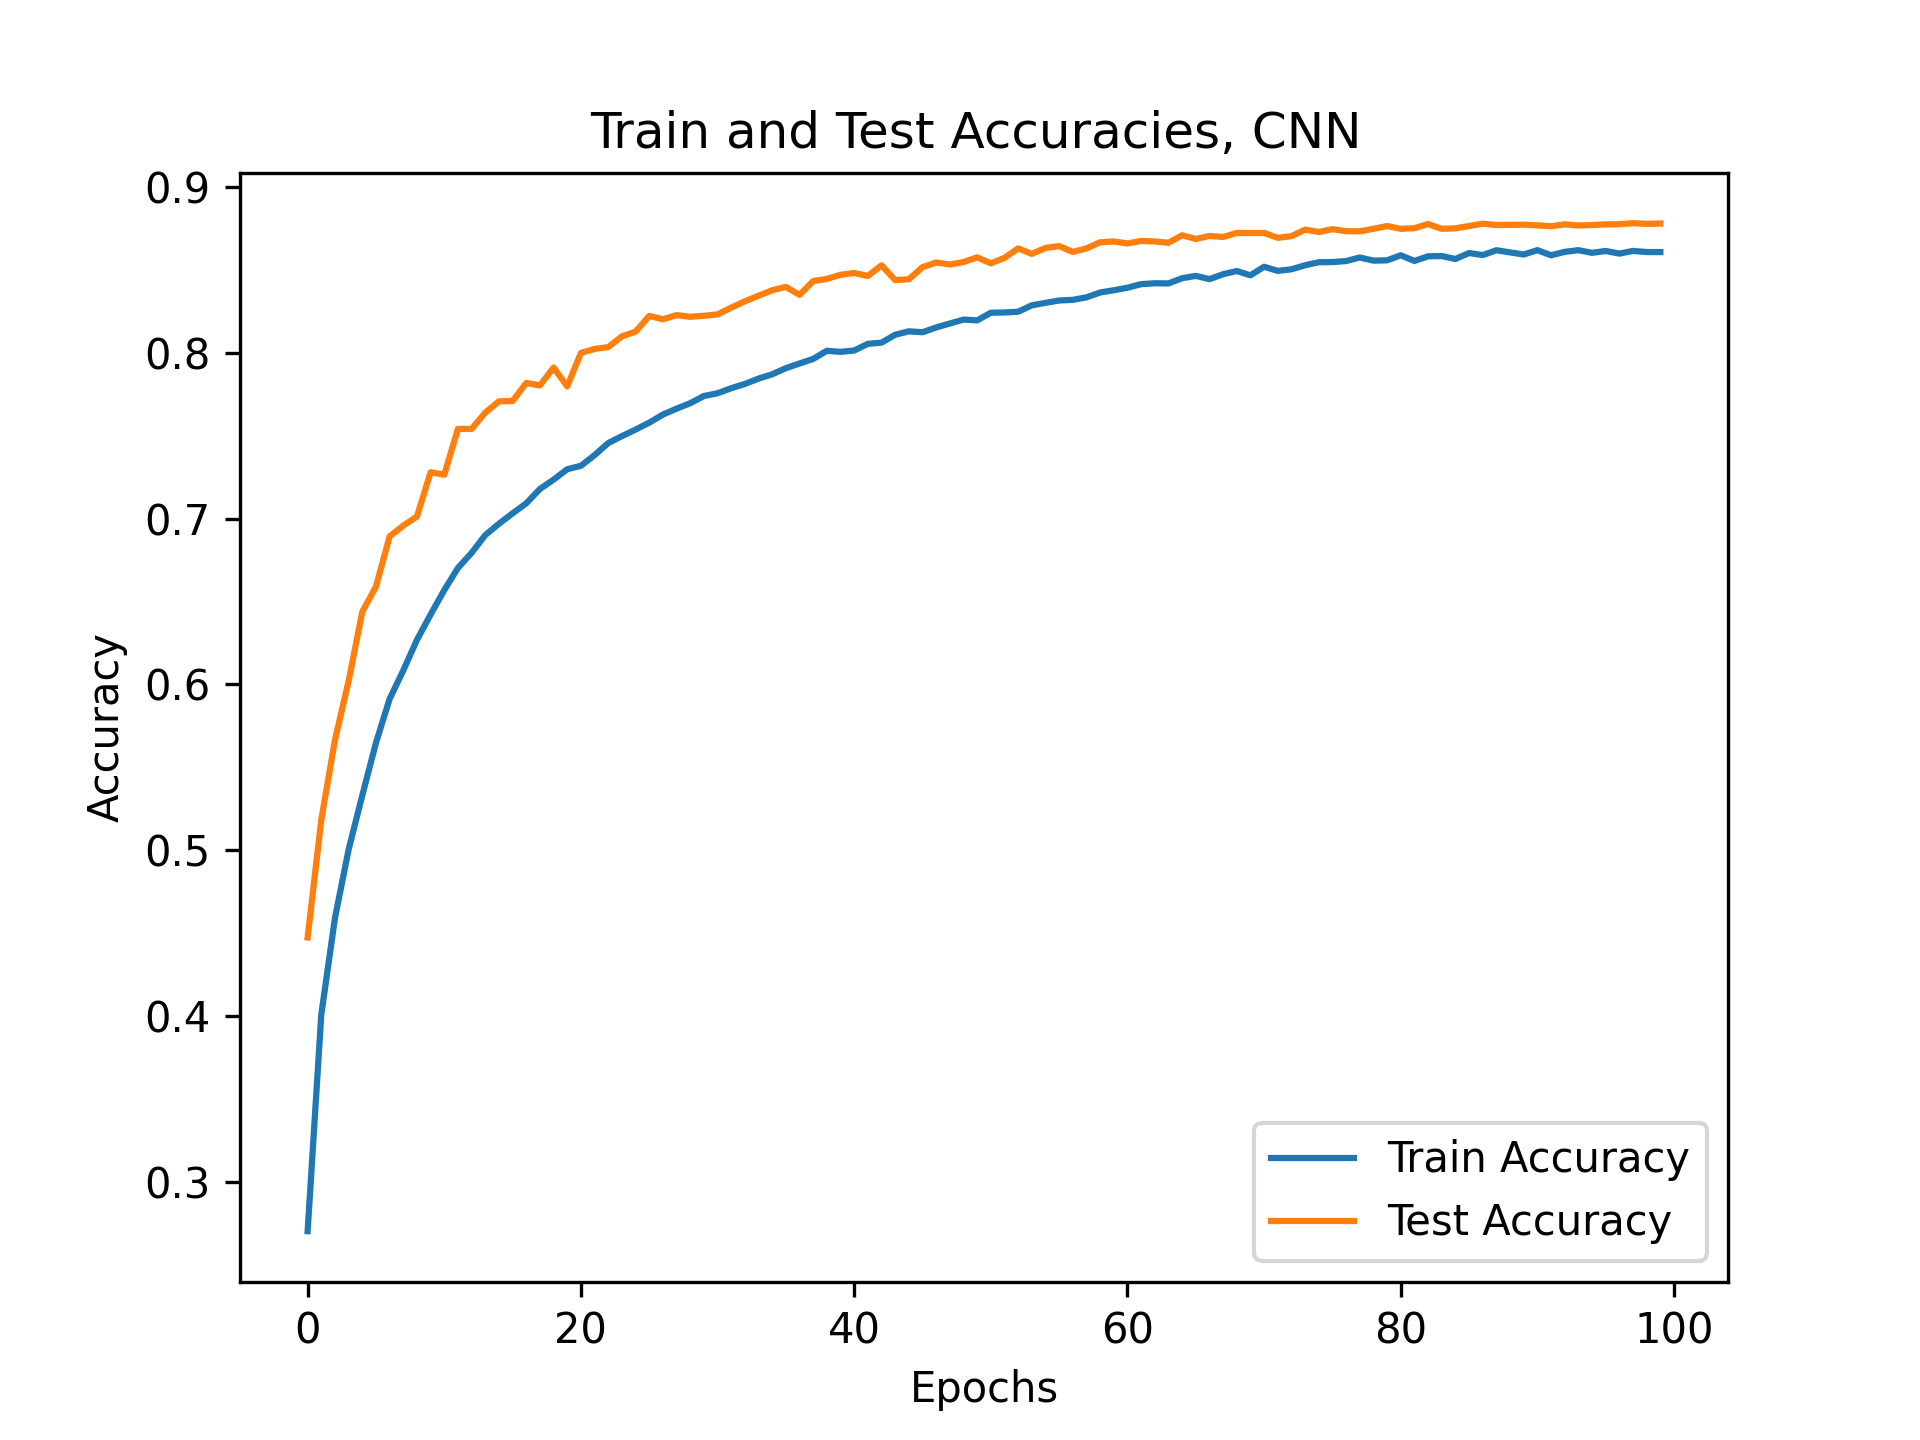 Train and Test Accuracies, CNN
0.9
0.8
0.7
0.6
0.5
0.4
0.3
Accuracy
Train Accuracy
Test Accuracy
0 20 40 60 80 100
Epochs